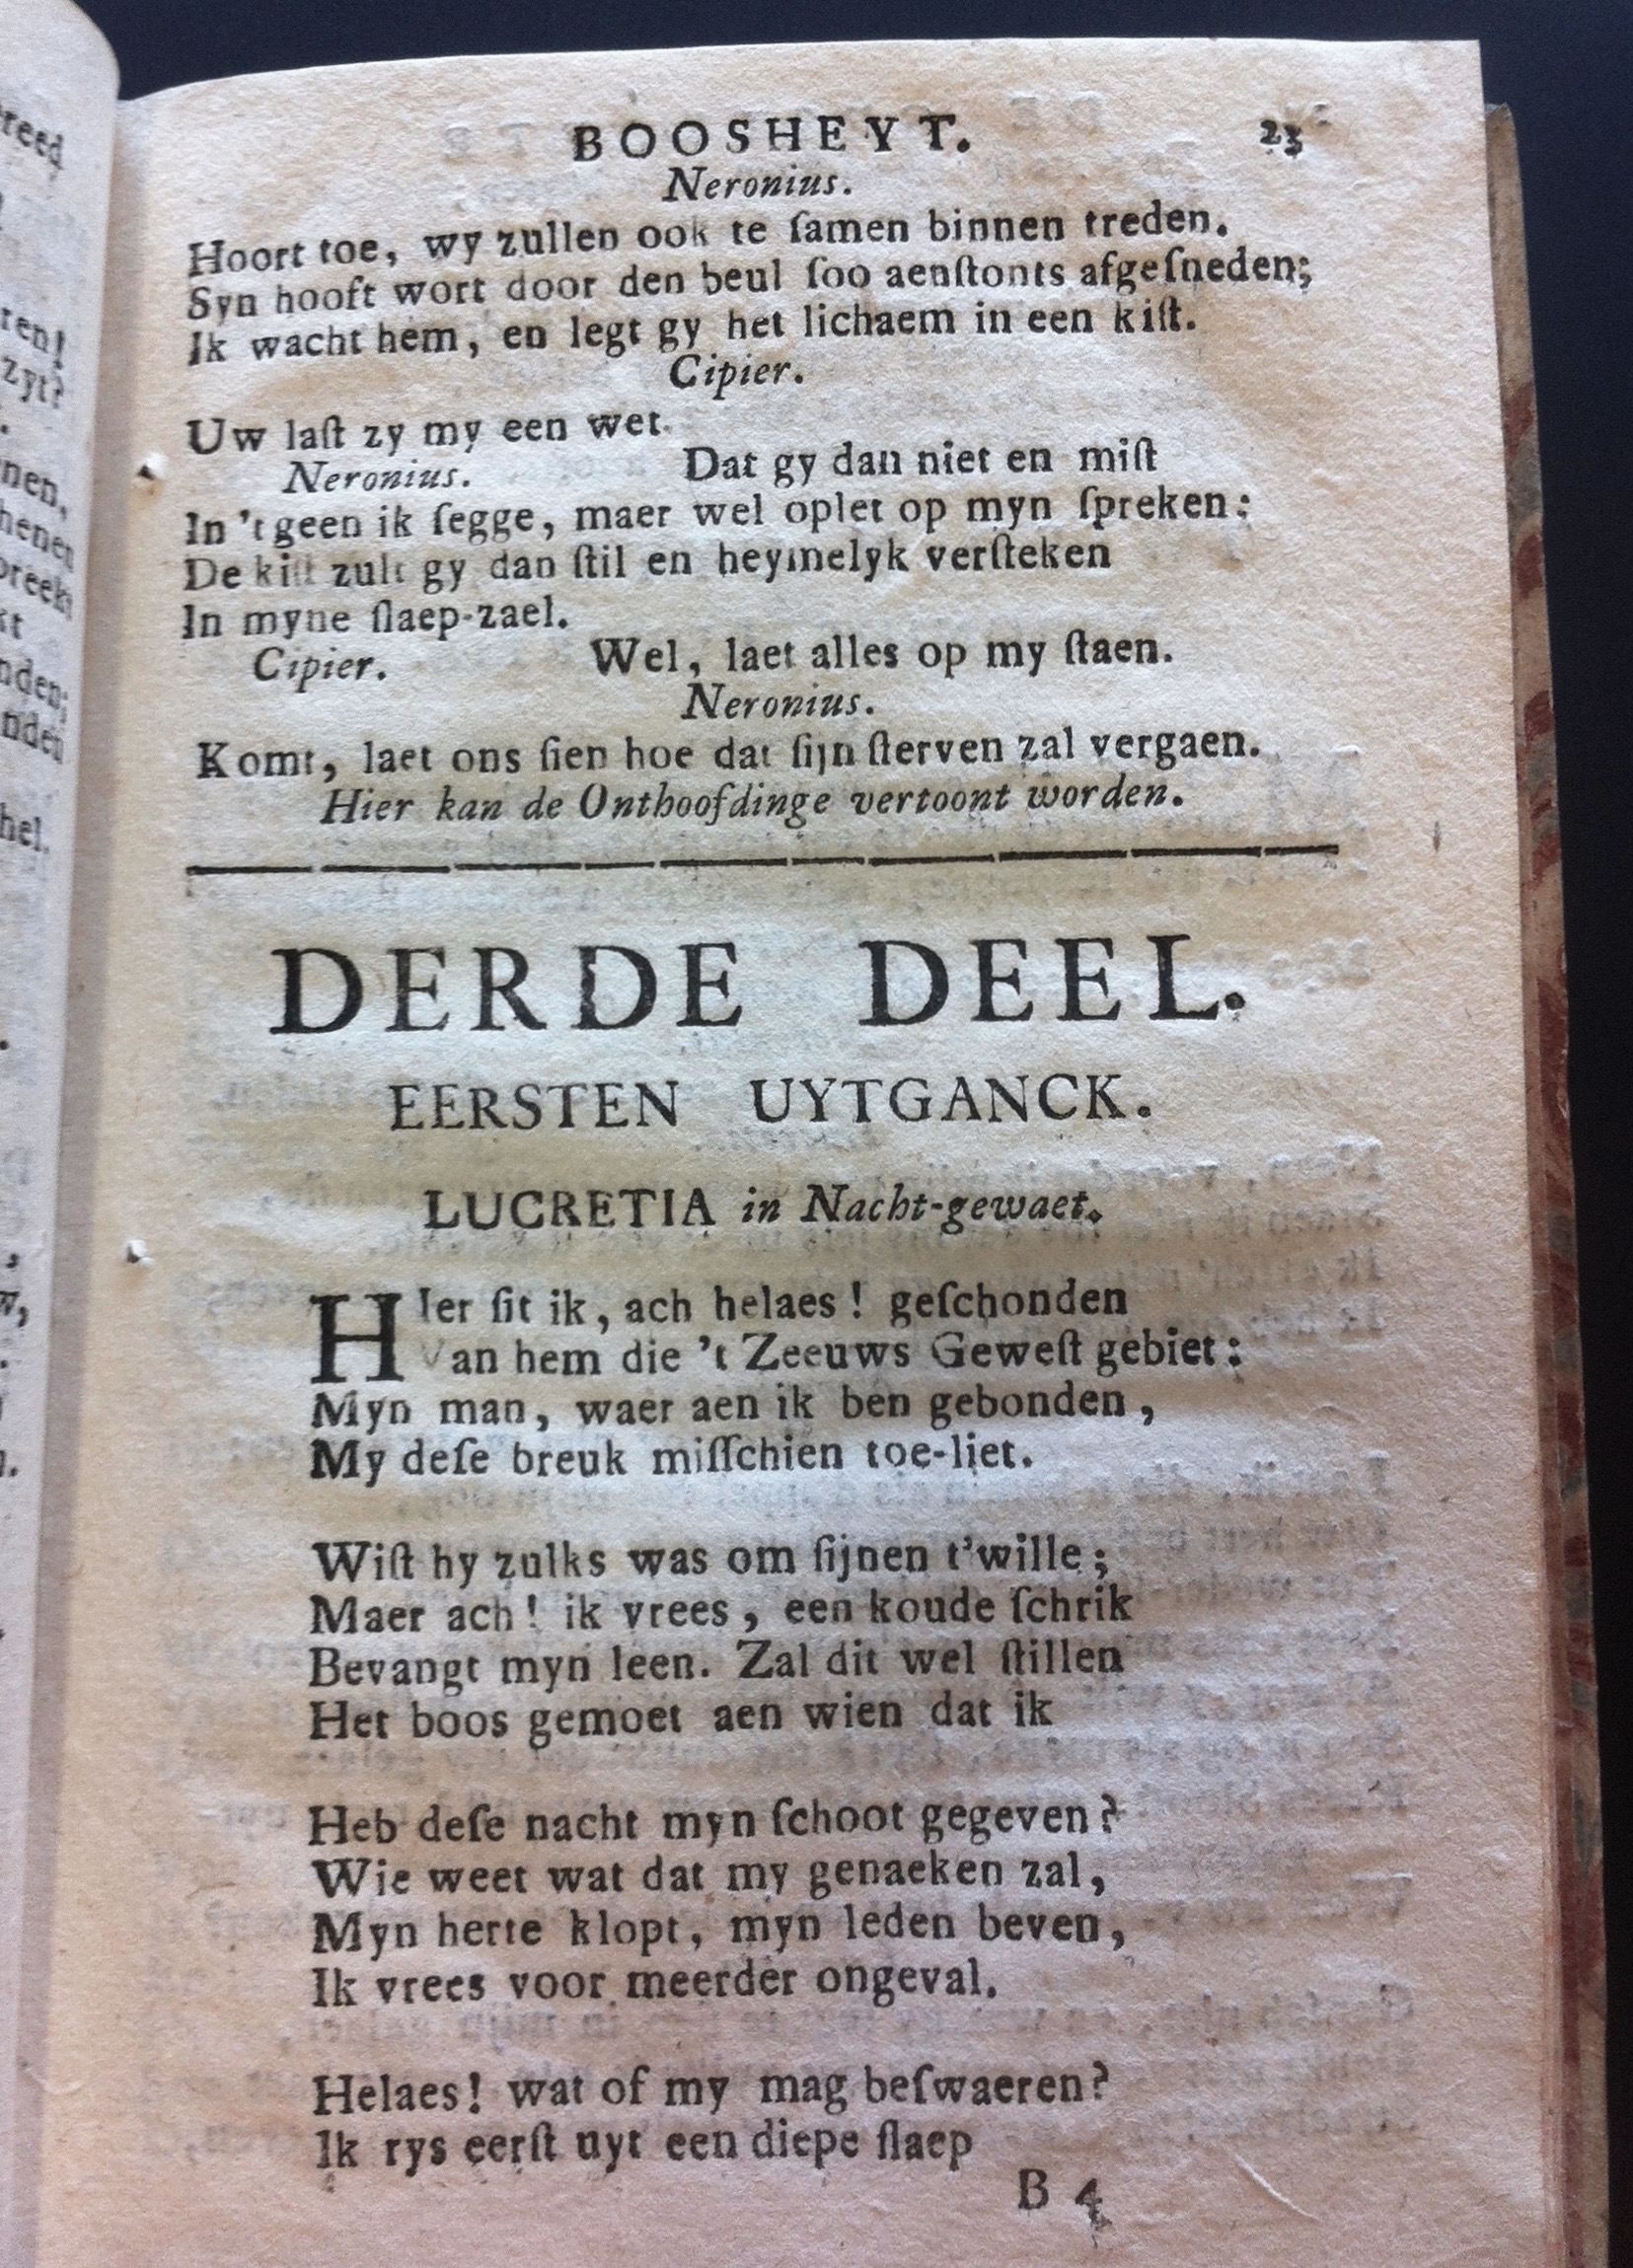 BOOSHEYT. 23
Neronius.
Hoort toe, wy zullen ook te ſamen binnen treden.
Syn hooft wort door den beul ſoo aenſtonts afgeſneden;
Ik wacht hem, en legt gy het lichaem in een kiſt.
Cipier.
Uw laſt zy my een wet.
Neronius. Dat gy dan niet en miſt
In 't geen ik ſegge, maer wel oplet op myn ſpreken:
De kiſt zult gy dan ſtil en heymelyk verſteken
In myne ſlaep-zael.
Cipier. Wel, laet alles op my ſtaen.
Neronius.
Komt, laet ons ſien hoe dat ſijn ſterven zal vergaen.
Hier kan de Onthoofdinge vertoont worden.
DERDE DEEL.
EERSTEN UYTGANCK.
LUCRETIA in Nacht-gewaet.
HIer ſit ik, ach helaes! geſchonden
Van hem die 't Zeeuws Geweſt gebiet:
Myn man, waer aen ik ben gebonden,
My deſe breuk miſſchien toe-liet.
Wiſt hy zulks was om ſijnen t'wille;
Maer ach! ik vrees, een koude ſchrik
Bevangt myn leen. Zal dit wel ſtillen
Het boos gemoet aen wien dat ik
Heb deſe nacht myn ſchoot gegeven?
Wie weet wat dat my genaeken zal,
Myn herte klopt, myn leden beven,
Ik vrees voor meerder ongeval.
Helaes! wat of my mag beſwaeren?
Ik rys eerſt uyt een diepe ſlaep
B 4